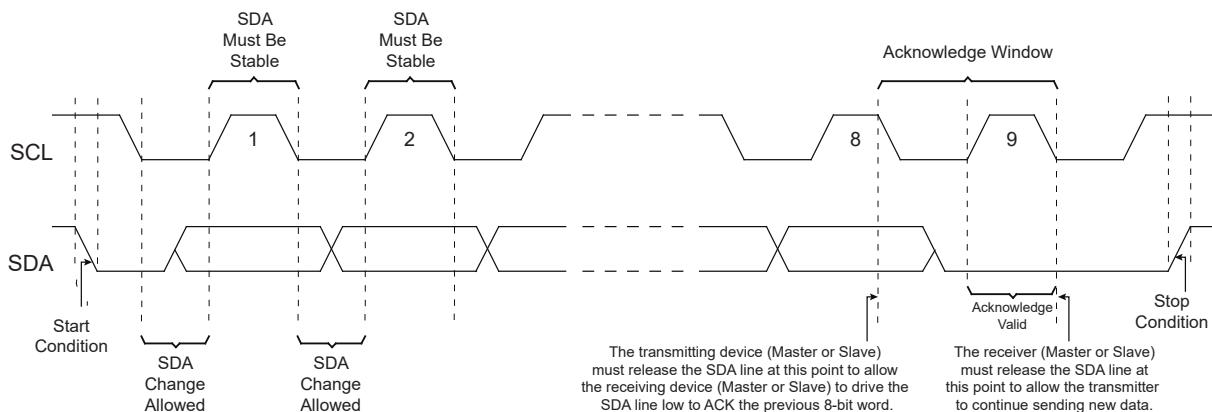 SDA
Must Be
Stable
SDA
Must Be
Stable
Acknowledge Window
SCL
1
2
8
9
SDA
Start
Condition
SDA
Change
Allowed
SDA
Change
Allowed
Acknowledge
Valid
Stop
Condition
The transmitting device (Master or Slave)
must release the SDA line at this point to allow
the receiving device (Master or Slave) to drive the
SDA line low to ACK the previous 8-bit word.
The receiver (Master or Slave)
must release the SDA line at
this point to allow the transmitter
to continue sending new data.